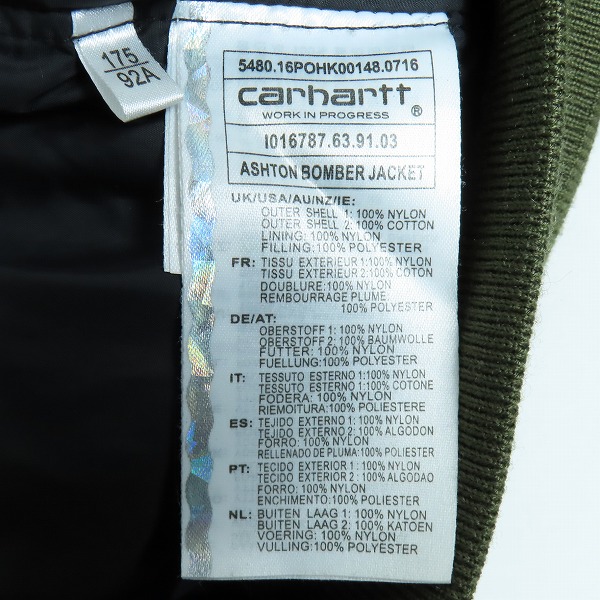 175
92A
5480.16POHK00148.0716
carhartt®
WORK IN PROGRESS
I016787.63.91.03
ASHTON BOMBER JACKET
UK/USA/AU/NZ/IE:
OUTER SHELL 1: 100% NYLON
OUTER SHELL 2: 100% COTTON
LINING: 100% NYLON
FILLING: 100% POLYESTER
FR: TISSU EXTERIEUR 1:100% NYLON
TISSU EXTERIEUR 2:100% COTON
DOUBLURE: 100% NYLON
REMBOURRAGE PLUME:
100% POLYESTER
DE/AT:
OBERSTOFF 1: 100% NYLON
OBERSTOFF 2: 100% BAUMWOLLE
FUTTER: 100% NYLON
FUELLUNG: 100% POLYESTER
IT: TESSUTO ESTERNO 1:100% NYLON
TESSUTO ESTERNO 1:100% COTONE
FODERA: 100% NYLON
RIEMOITURA: 100% POLIESTERE
ES: TEJIDO EXTERNO 1: 100% NYLON
TEJIDO EXTERNO 2: 100% ALGODON
FORRO: 100% NYLON
RELLENADO DE PLUMA: 100% POLIESTER
PT: TECIDO EXTERIOR 1 : 100% NYLON
TECIDO EXTERIOR 2 : 100% ALGODAO
FORRO: 100% NYLON
ENCHIMENTO: 100% POLIESTER
NL: BUITEN LAAG 1: 100% NYLON
BUITEN LAAG 2: 100% KATOEN
VOERING: 100% NYLON
VULLING: 100% POLYESTER